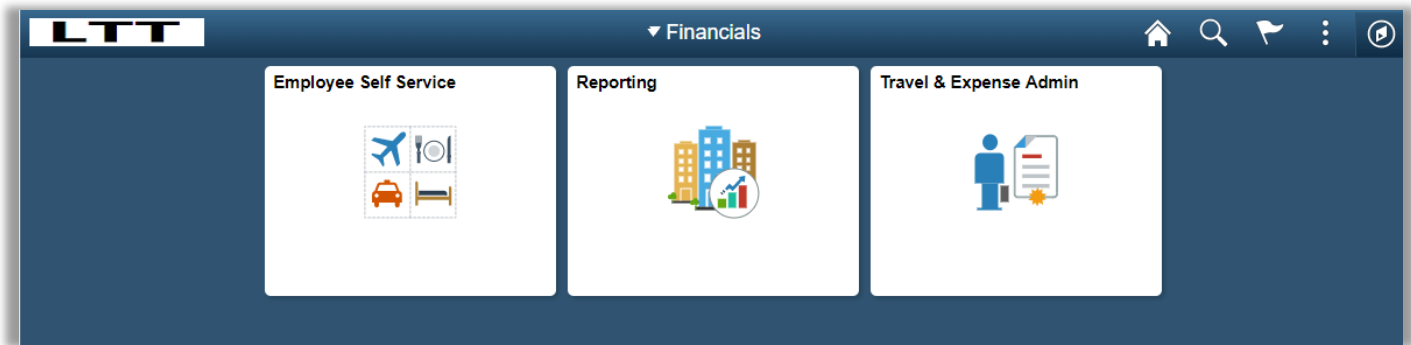 LTT
Financials
Employee Self Service
Reporting
Travel & Expense Admin